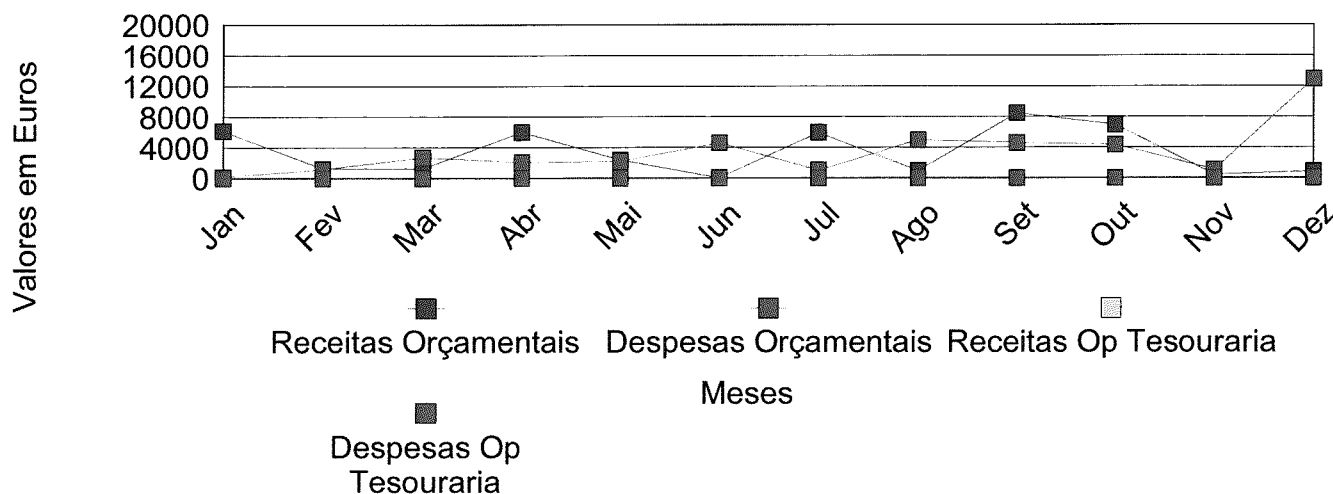 Valores em Euros
20000
16000
12000
8000
4000
0
Jan
Fev
Mar
Abr
Mai
Jun
Jul
Ago
Set
Out
Nov
Dez
Receitas Orçamentais
Despesas Orçamentais
Receitas Op Tesouraria
Meses
Despesas Op
Tesouraria